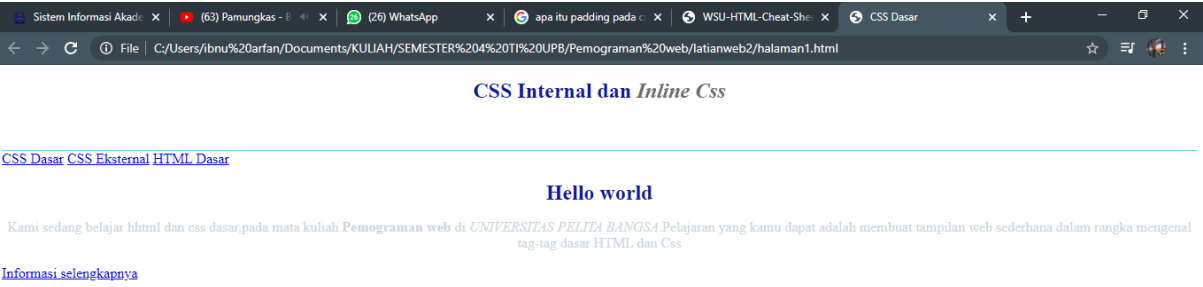 Sistem Informasi Akade
(63) Pamungkas - B
(26) WhatsApp
apa itu padding pada c
WSU-HTML-Cheat-She
CSS Dasar
File | C:/Users/ibnu%20arfan/Documents/KULIAH/SEMESTER%204%20TI%20UPB/Pemograman%20web/latianweb2/halaman1.html
CSS Internal dan Inline Css
CSS Dasar CSS Eksternal HTML Dasar
Hello world
Kami sedang belajar hhtml dan css dasar,pada mata kuliah Pemograman web di UNIVERSITAS PELITA BANGSA.Pelajaran yang kamu dapat adalah membuat tampilan web sederhana dalam rangka mengenal
tag-tag dasar HTML dan Css
Informasi selengkapnya